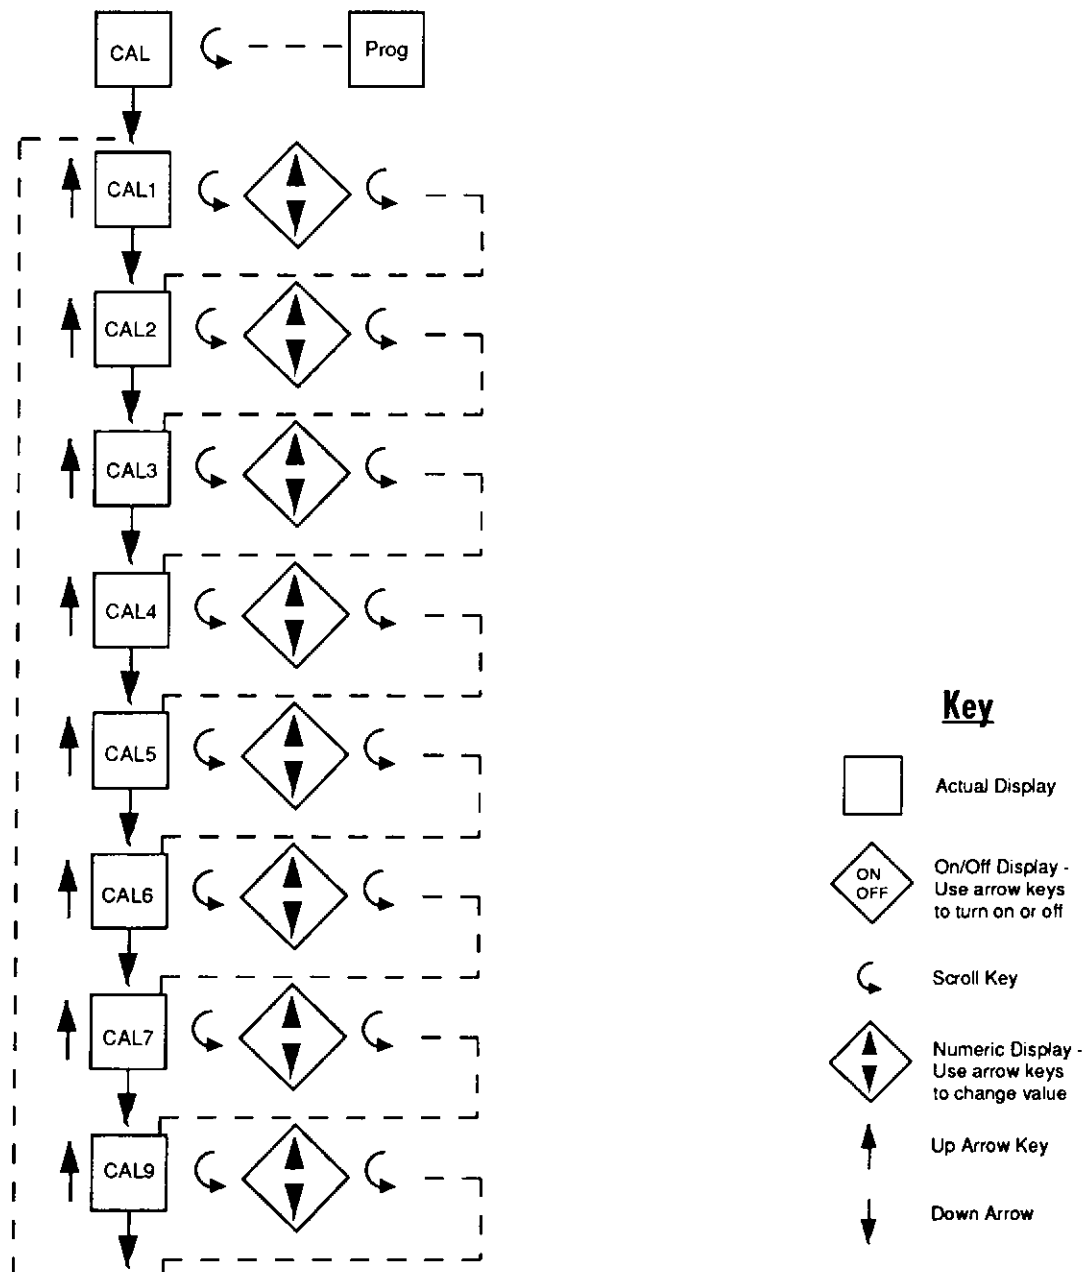 CAL
Prog
CAL1
CAL2
CAL3
CAL4
CAL5
CAL6
CAL7
CAL9
Key
Actual Display
ON
OFF
On/Off Display -
Use arrow keys
to turn on or off
Scroll Key
Numeric Display -
Use arrow keys
to change value
Up Arrow Key
Down Arrow